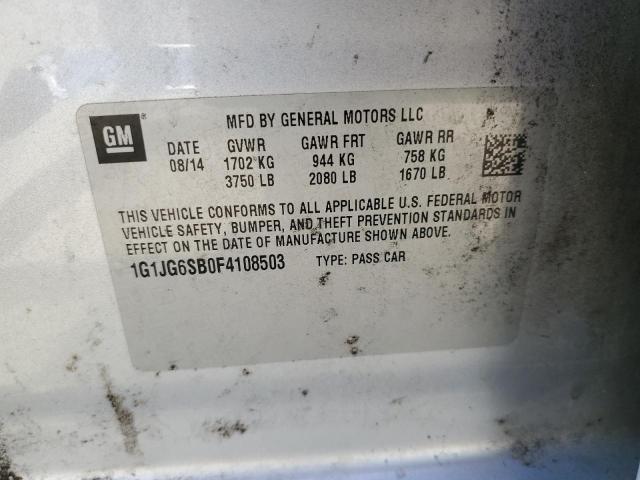 GM ®
MFD BY GENERAL MOTORS LLC
DATE GVWR GAWR FRT GAWR RR
08/14 1702 KG 944 KG 758 KG
3750 LB 2080 LB 1670 LB
THIS VEHICLE CONFORMS TO ALL APPLICABLE U.S. FEDERAL MOTOR
VEHICLE SAFETY, BUMPER, AND THEFT PREVENTION STANDARDS IN
EFFECT ON THE DATE OF MANUFACTURE SHOWN ABOVE.
1G1JG6SB0F4108503 TYPE: PASS CAR